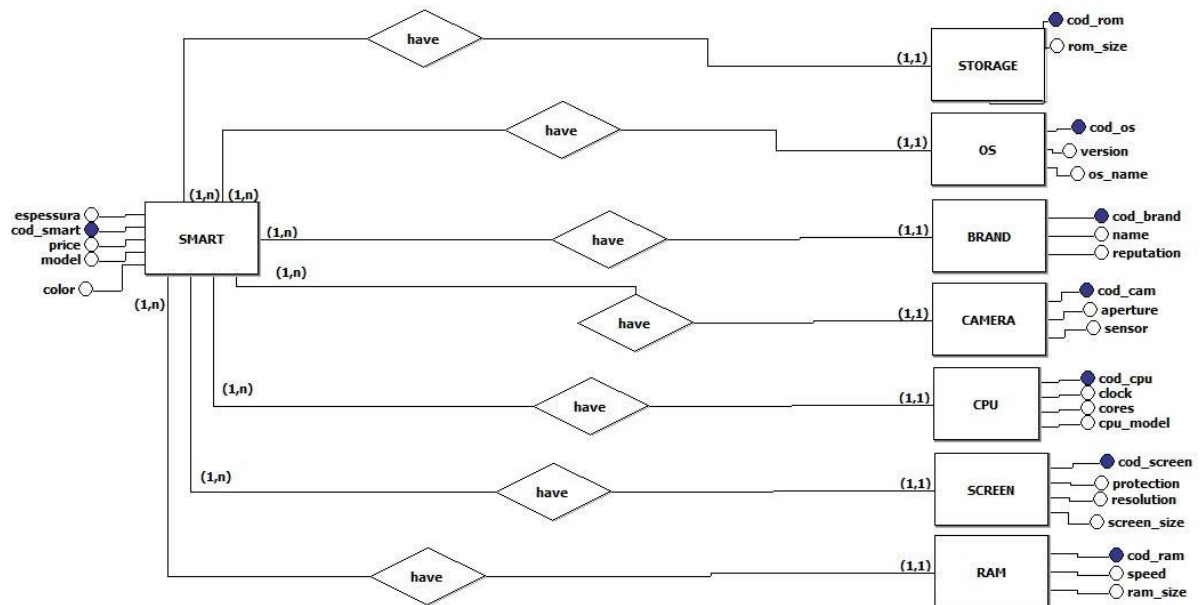 cod_rom
have
rom_size
(1,1)
STORAGE
have
cod_os
(1,1)
version
OS
os_name
(1,n)
(1,n)
espessura
cod_smart
price
model
color
SMART
(1,n)
have
(1,1)
BRAND
cod_brand
name
reputation
(1,n)
have
(1,1)
CAMERA
cod_cam
aperture
sensor
(1,n)
(1,n)
have
(1,1)
CPU
cod_cpu
clock
cores
cpu_model
(1,n)
have
(1,1)
SCREEN
cod_screen
protection
resolution
screen_size
have
(1,1)
RAM
cod_ram
speed
ram_size